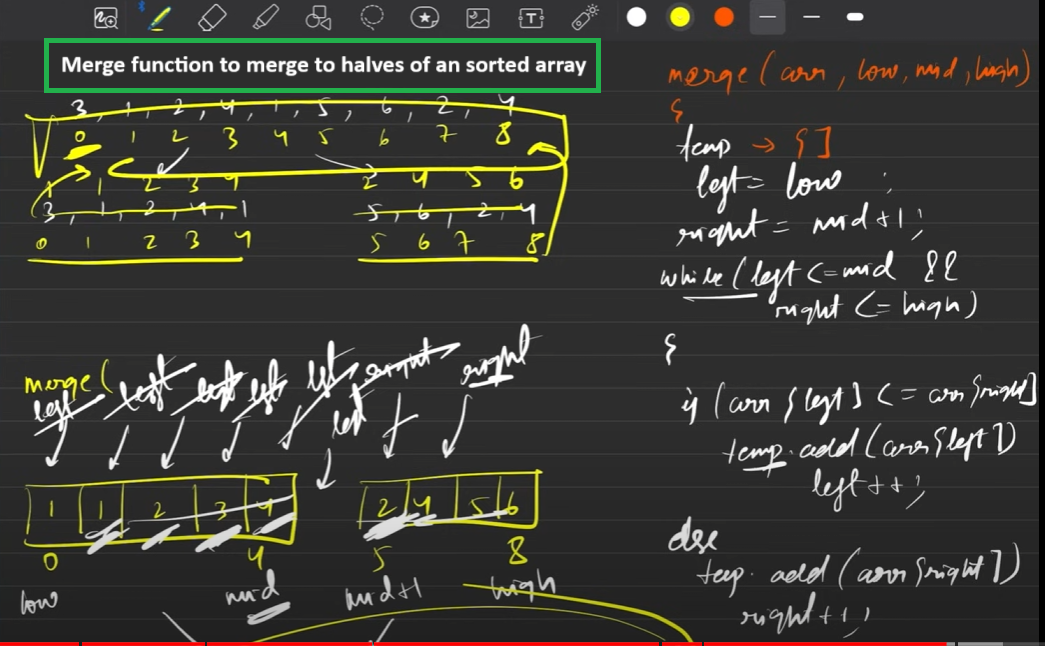 Merge function to merge to halves of an sorted array
3, 1, 2, 4, 1, 5, 6, 2, 4
0 1 2 3 4 5 6 7 8
1 1 2 3 4 2 4 5 6
3, 1, 2, 4, 1 5, 6, 2, 4
0 1 2 3 4 5 6 7 8
merge(
left left left left left right right
left
1 1 2 3 4 2 4 5 6
0 4 5 8
low mid mid+1 high
merge(arr, low, mid, high)
{
temp → []
left = low ;
right = mid+1;
while (left <= mid &&
right <= high)
{
if (arr[left] <= arr[right]
temp.add(arr[left])
left++;
else
temp.add(arr[right])
right++;